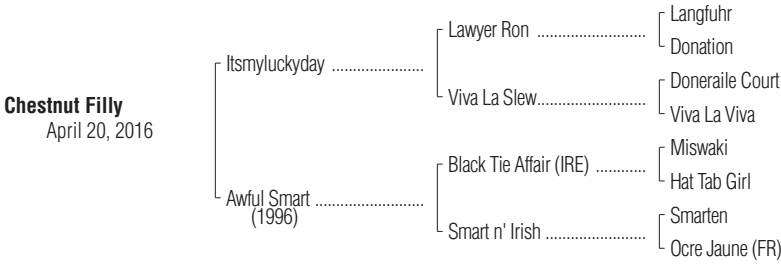 Langfuhr
Lawyer Ron ........................
Donation
Itsmyluckyday ....................
Doneraile Court
Viva La Slew........................
Viva La Viva
Chestnut Filly
April 20, 2016
Miswaki
Black Tie Affair (IRE) ...........
Hat Tab Girl
Awful Smart ........................
(1996)
Smarten
Smart n' Irish ......................
Ocre Jaune (FR)